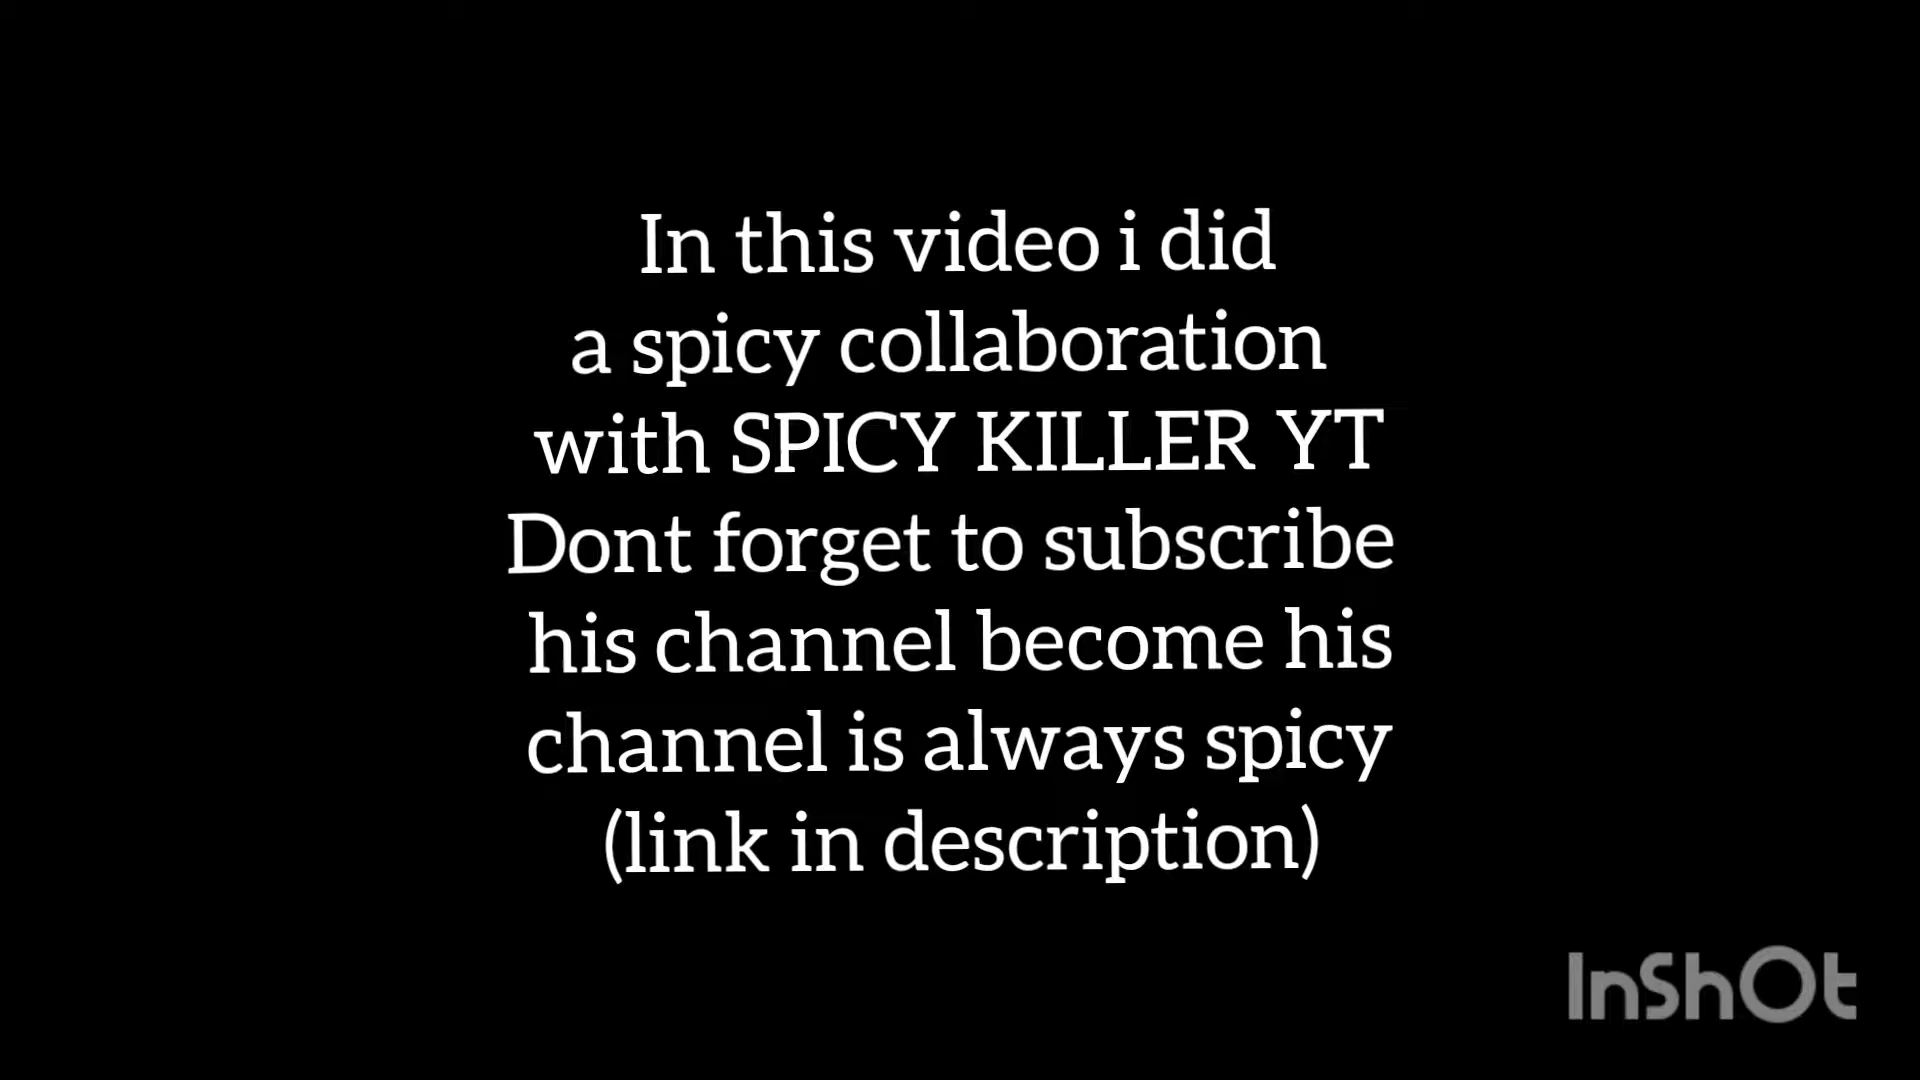 In this video i did
a spicy collaboration
with SPICY KILLER YT
Dont forget to subscribe
his channel become his
channel is always spicy
(link in description)
InShOt